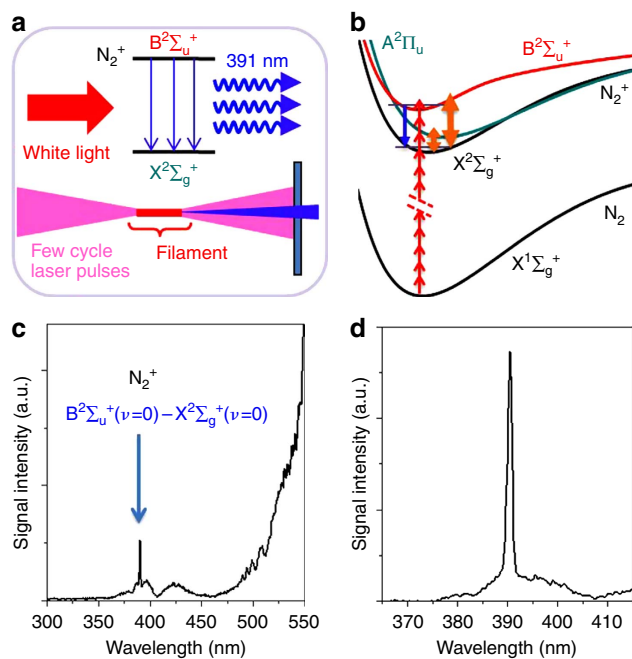 a
B²Σᵤ⁺
N₂⁺
391 nm
White light
X²Σg⁺
Few cycle
laser pulses
Filament
b
A²Πᵤ
B²Σᵤ⁺
N₂⁺
X²Σg⁺
N₂
X¹Σg⁺
c
N₂⁺
B²Σᵤ⁺(ν=0)–X²Σg⁺(ν=0)
Signal intensity (a.u.)
300 350 400 450 500 550
Wavelength (nm)
d
Signal intensity (a.u.)
370 380 390 400 410
Wavelength (nm)